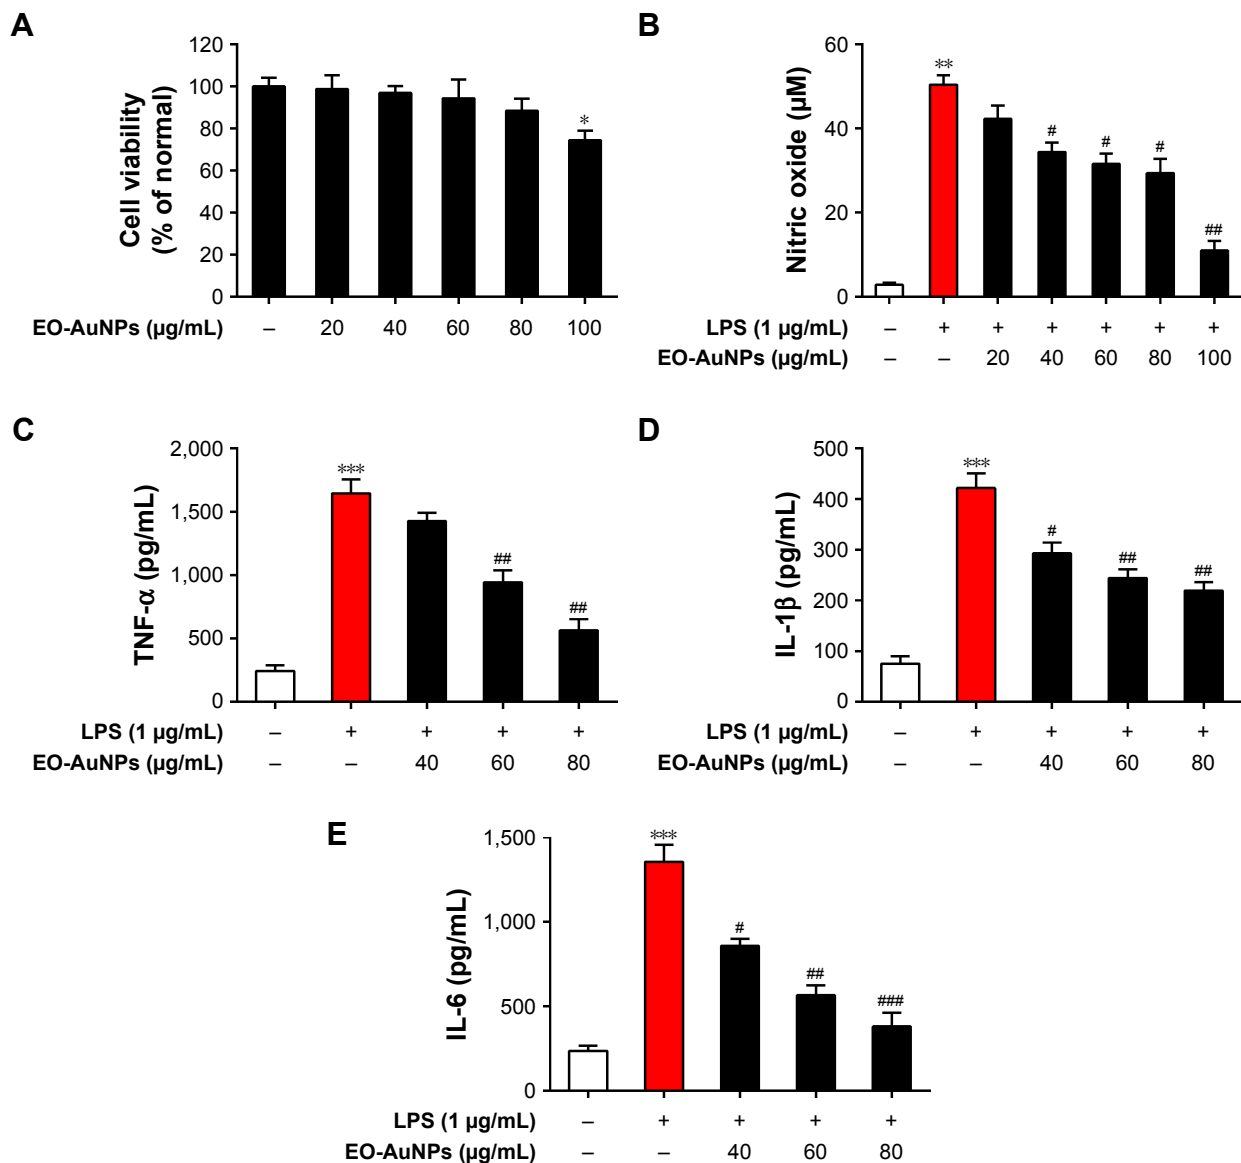 A
Cell viability
(% of normal)
120
100
80
60
40
20
0
*
EO-AuNPs (µg/mL) – 20 40 60 80 100
B
Nitric oxide (µM)
60
40
20
0
** # # # ##
LPS (1 µg/mL) – + + + + + +
EO-AuNPs (µg/mL) – – 20 40 60 80 100
C
TNF-α (pg/mL)
2,000
1,500
1,000
500
0
*** ## ##
LPS (1 µg/mL) – + + + +
EO-AuNPs (µg/mL) – – 40 60 80
D
IL-1β (pg/mL)
500
400
300
200
100
0
*** # ## ##
LPS (1 µg/mL) – + + + +
EO-AuNPs (µg/mL) – – 40 60 80
E
IL-6 (pg/mL)
1,500
1,000
500
0
*** # ## ###
LPS (1 µg/mL) – + + + +
EO-AuNPs (µg/mL) – – 40 60 80